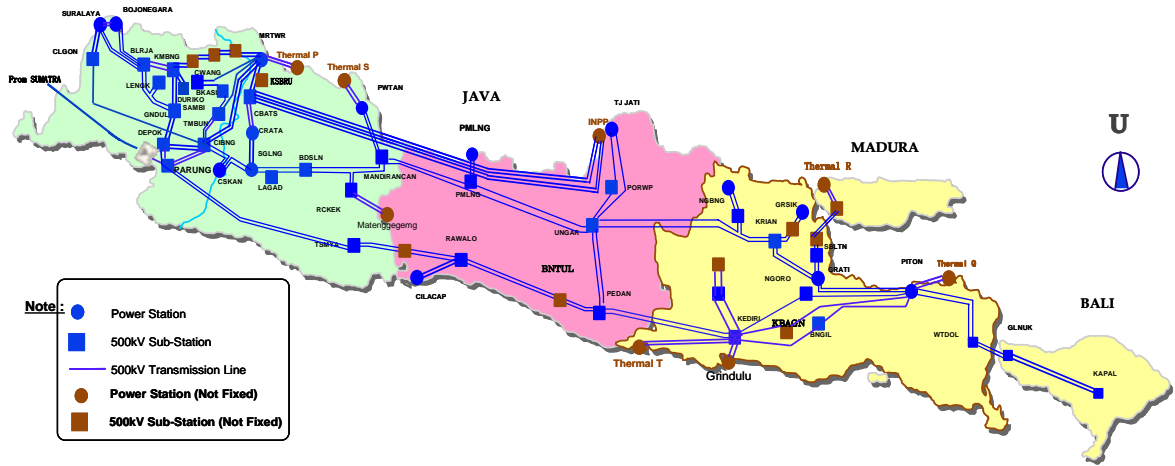 SURALAYA
BOJONEGARA
MRTWR
CLGON
BLRJA
KMBNG
Thermal P
Thermal S
CWANG
From SUMATRA
LENGK
BKASI
KSBRU
PWTAN
DURIKO
SAMBI
GNDUL
TMBUN
CBATS
DEPOK
CIBNG
CRATA
SGLNG
BDSLN
PARUNG
CSKAN
LAGAD
MANDIRANCAN
RCKEK
Matenggegemg
TSMYA
JAVA
PMLNG
TJ JATI
INPP
PMLNG
PORWP
UNGAR
RAWALO
BNTUL
CILACAP
PEDAN
MADURA
Thermal R
NGBNG
GRSIK
KRIAN
SBLTN
GRATI
NGORO
PITON
Thermal Q
KEDIRI
KBAGN
BNGIL
WTDOL
Thermal T
Grindulu
BALI
GLNUK
KAPAL
U
Note :
Power Station
500kV Sub-Station
500kV Transmission Line
Power Station (Not Fixed)
500kV Sub-Station (Not Fixed)